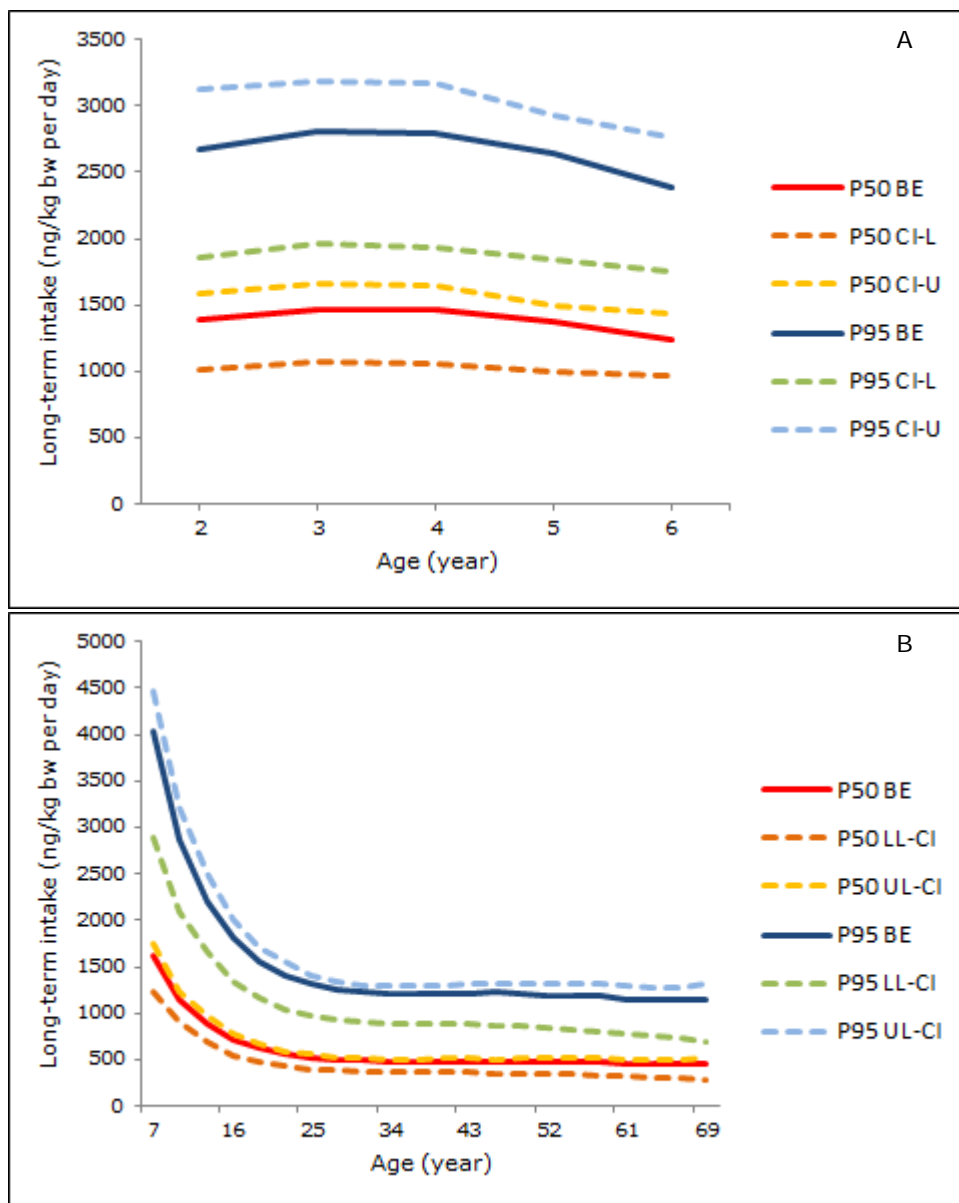 A
Long-term intake (ng/kg bw per day)
3500
3000
2500
2000
1500
1000
500
0
2 3 4 5 6
Age (year)
P50 BE
P50 CI-L
P50 CI-U
P95 BE
P95 CI-L
P95 CI-U
B
Long-term intake (ng/kg bw per day)
5000
4500
4000
3500
3000
2500
2000
1500
1000
500
0
7 16 25 34 43 52 61 69
Age (year)
P50 BE
P50 LL-CI
P50 UL-CI
P95 BE
P95 LL-CI
P95 UL-CI